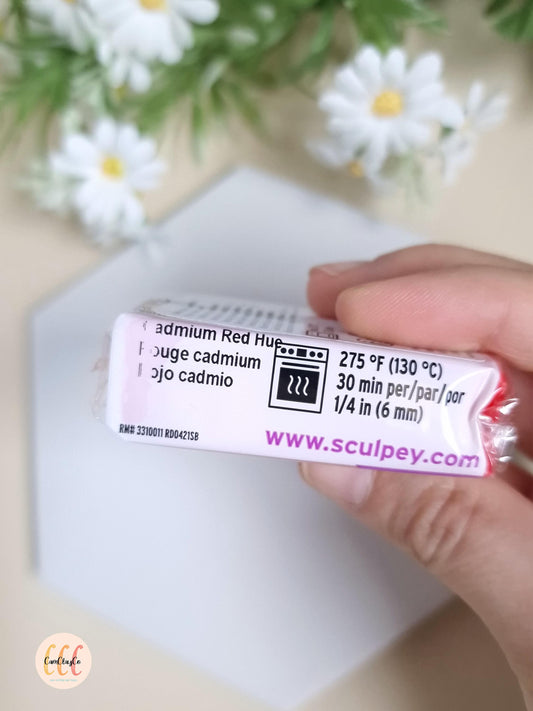 admium Red Hue
ouge cadmium
ojo cadmio
275 °F (130 °C)
30 min per/par/por
1/4 in (6 mm)
RM# 3310011 RD0421SB
www.sculpey.com